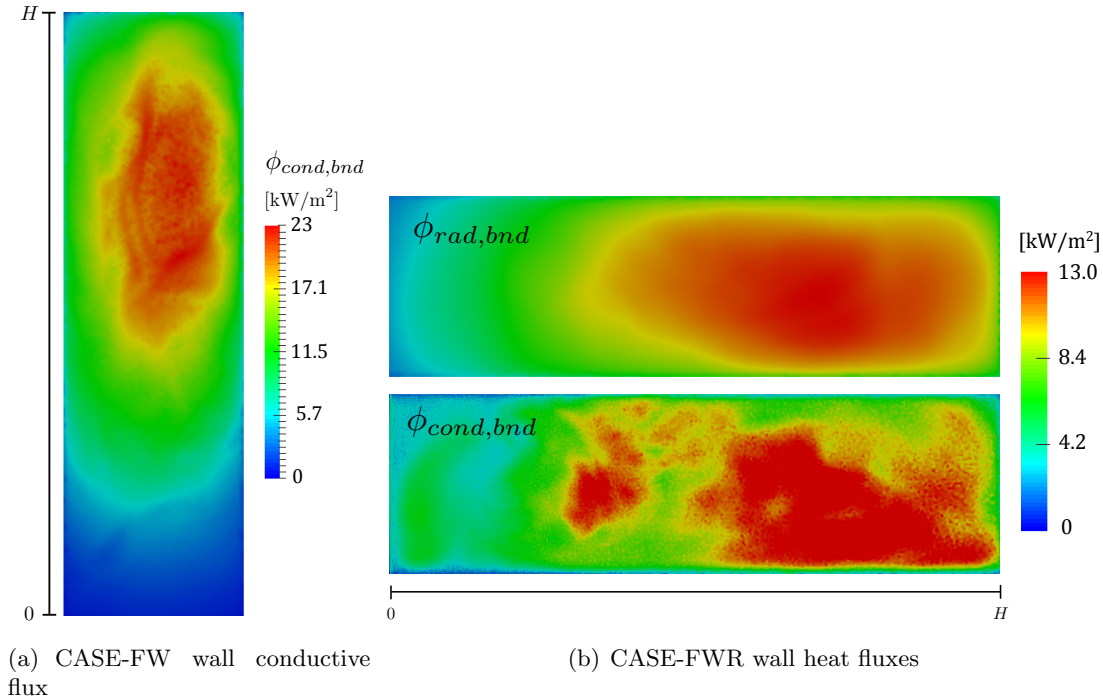 H
0
ϕcond,bnd
[kW/m²]
23
17.1
11.5
5.7
0
(a) CASE-FW wall conductive
flux
ϕrad,bnd
ϕcond,bnd
0
H
[kW/m²]
13.0
8.4
4.2
0
(b) CASE-FWR wall heat fluxes